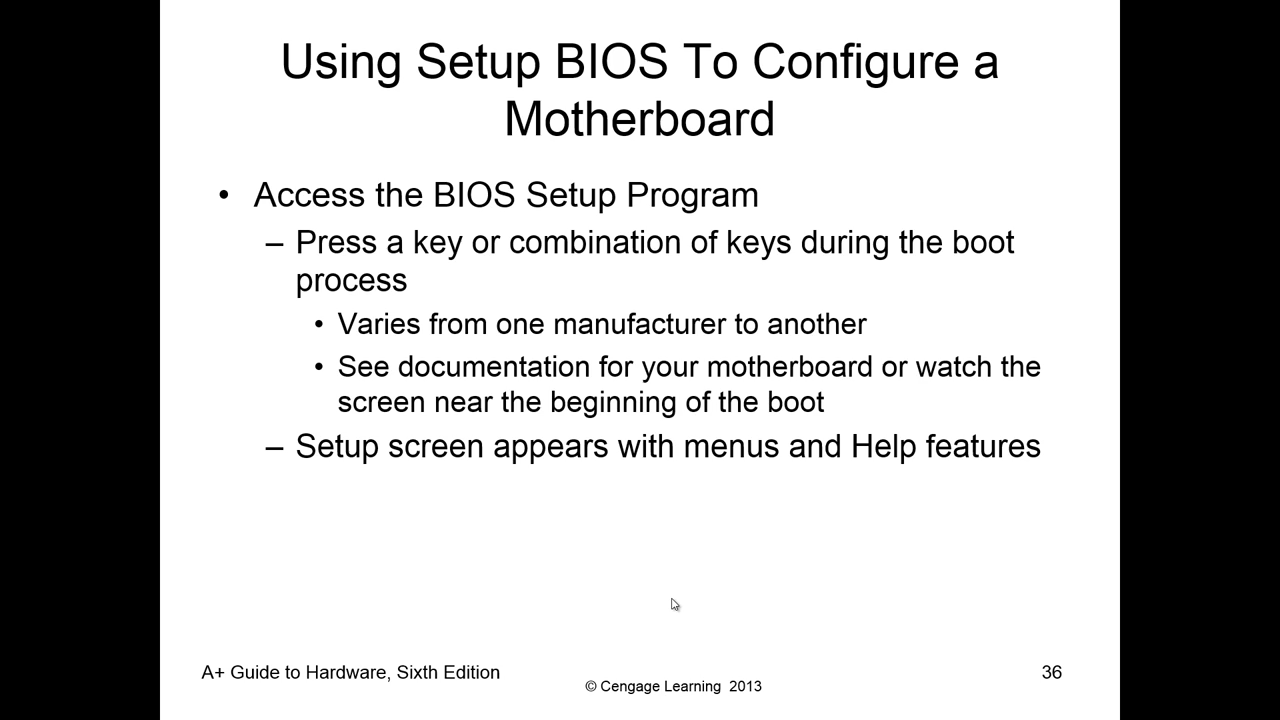 Using Setup BIOS To Configure a
Motherboard
• Access the BIOS Setup Program
– Press a key or combination of keys during the boot
process
• Varies from one manufacturer to another
• See documentation for your motherboard or watch the
screen near the beginning of the boot
– Setup screen appears with menus and Help features
A+ Guide to Hardware, Sixth Edition
© Cengage Learning 2013
36